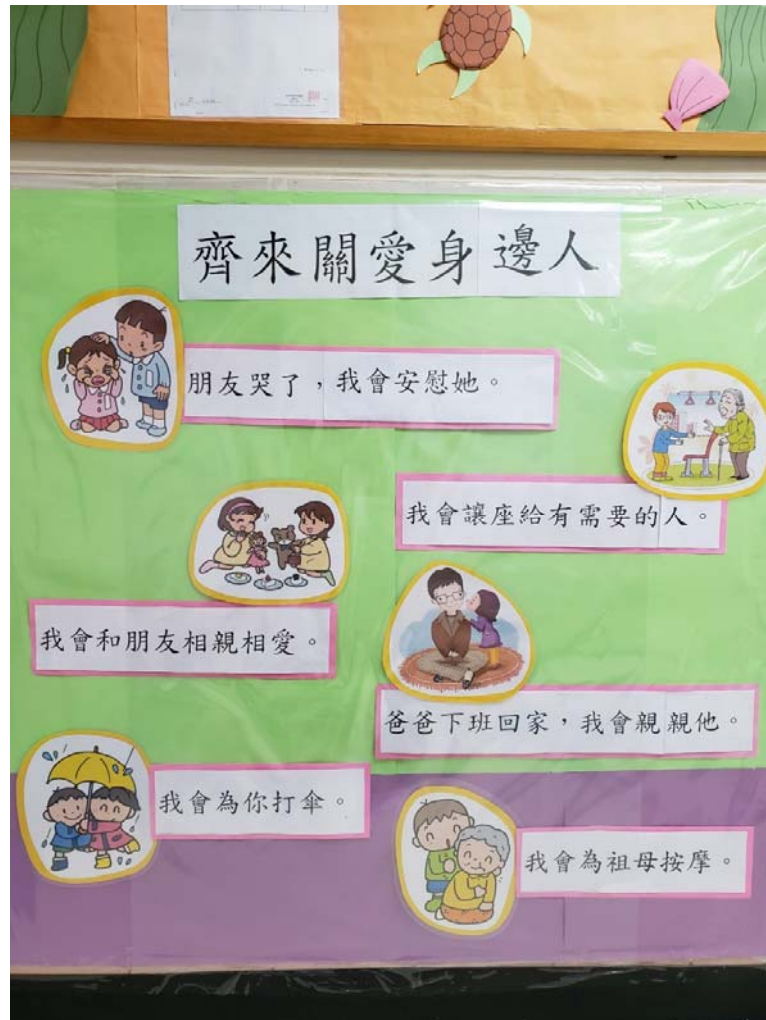 齊來關愛身邊人
朋友哭了，我會安慰她。
我會讓座給有需要的人。
我會和朋友相親相愛。
爸爸下班回家，我會親親他。
我會為你打傘。
我會為祖母按摩。